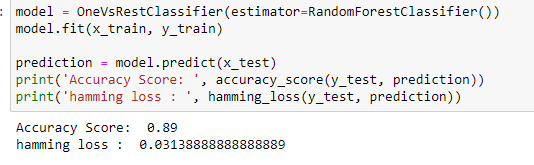 : model = OneVsRestClassifier(estimator=RandomForestClassifier())
model.fit(x_train, y_train)
prediction = model.predict(x_test)
print('Accuracy Score: ', accuracy_score(y_test, prediction))
print('hamming loss : ', hamming_loss(y_test, prediction))
Accuracy Score:  0.89
hamming loss :  0.03138888888888889